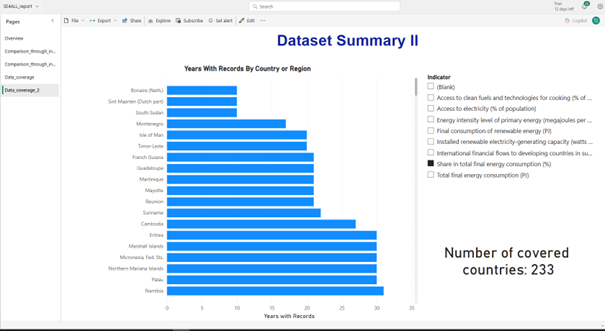 SE4ALL_report
Search
Trial:
12 days left
Pages
File
Export
Share
Explore
Subscribe
Set alert
Edit
...
Copilot
Overview
Comparison_through_in...
Comparison_through_in...
Data_coverage
Data_coverage_2
Dataset Summary II
Years With Records By Country or Region
Bonaire (Neth.)
Sint Maarten (Dutch part)
South Sudan
Montenegro
Isle of Man
Timor-Leste
French Guiana
Guadeloupe
Martinique
Mayotte
Reunion
Suriname
Cambodia
Eritrea
Marshall Islands
Micronesia, Fed. Sts.
Northern Mariana Islands
Palau
Namibia
0 5 10 15 20 25 30 35
Years with Records
Indicator
(Blank)
Access to clean fuels and technologies for cooking (% of ...
Access to electricity (% of population)
Energy intensity level of primary energy (megajoules per ...
Final consumption of renewable energy (PJ)
Installed renewable electricity-generating capacity (watts ...
International financial flows to developing countries in su...
Share in total final energy consumption (%)
Total final energy consumption (PJ)
Number of covered
countries: 233